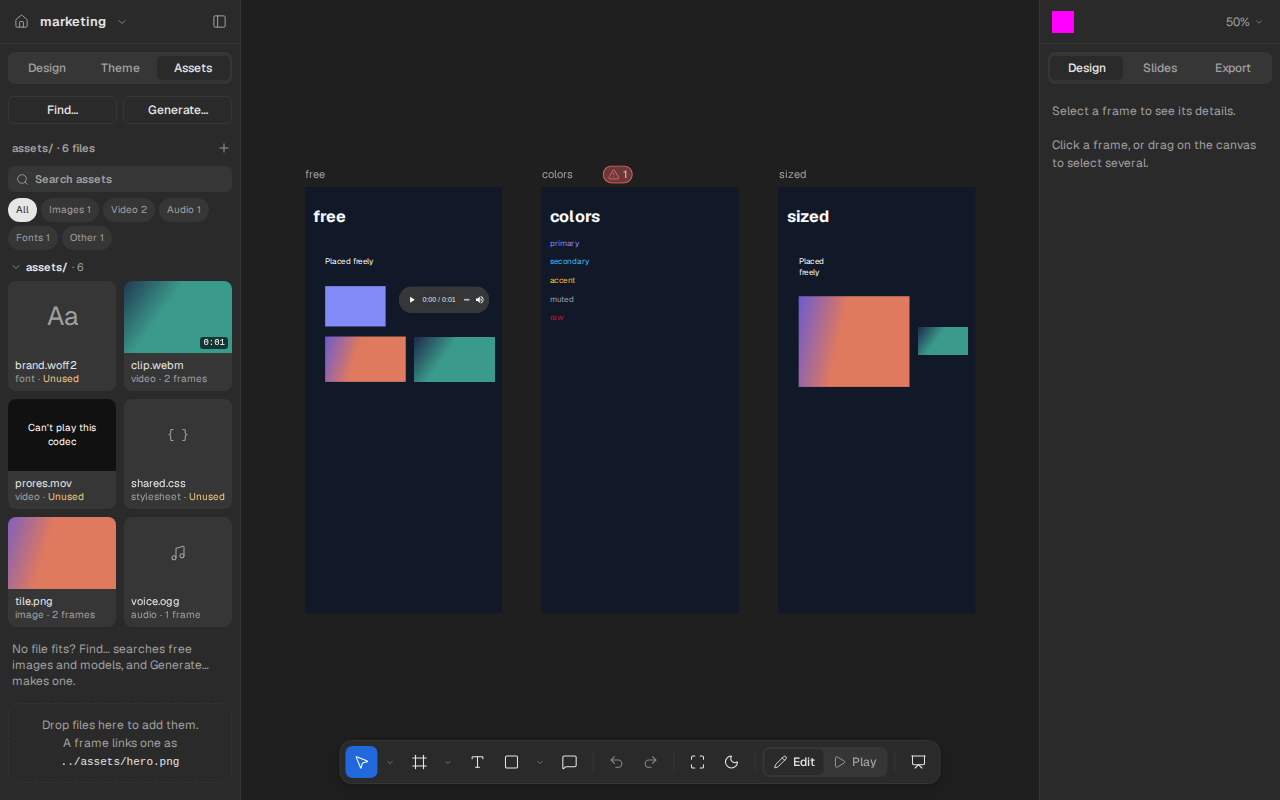 marketing
Design
Theme
Assets
Find...
Generate...
assets/ · 6 files
Search assets
All
Images 1
Video 2
Audio 1
Fonts 1
Other 1
assets/ · 6
Aa
brand.woff2
font · Unused
0:01
clip.webm
video · 2 frames
Can't play this
codec
prores.mov
video · Unused
{ }
shared.css
stylesheet · Unused
tile.png
image · 2 frames
voice.ogg
audio · 1 frame
No file fits? Find... searches free
images and models, and Generate...
makes one.
Drop files here to add them.
A frame links one as
../assets/hero.png
free
free
Placed freely
0:00 / 0:01
colors
1
colors
primary
secondary
accent
muted
raw
sized
sized
Placed
freely
Edit
Play
50%
Design
Slides
Export
Select a frame to see its details.
Click a frame, or drag on the canvas
to select several.